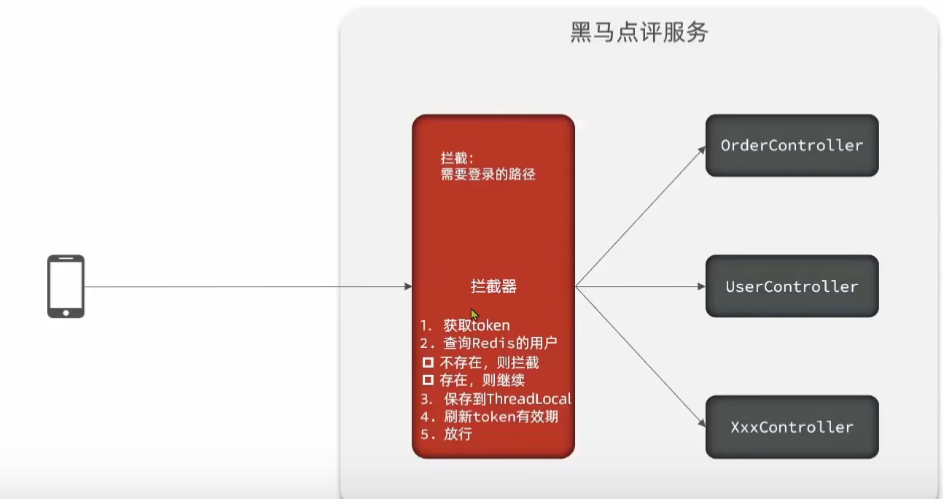 黑马点评服务
拦截：
需要登录的路径
OrderController
拦截器
UserController
1. 获取token
2. 查询Redis的用户
不存在，则拦截
存在，则继续
3. 保存到ThreadLocal
4. 刷新token有效期
5. 放行
XxxController